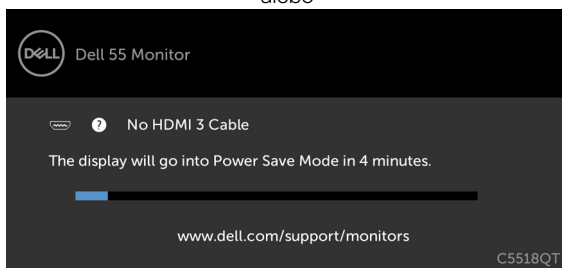 alebo
DELL
Dell 55 Monitor
? No HDMI 3 Cable
The display will go into Power Save Mode in 4 minutes.
www.dell.com/support/monitors
C5518QT